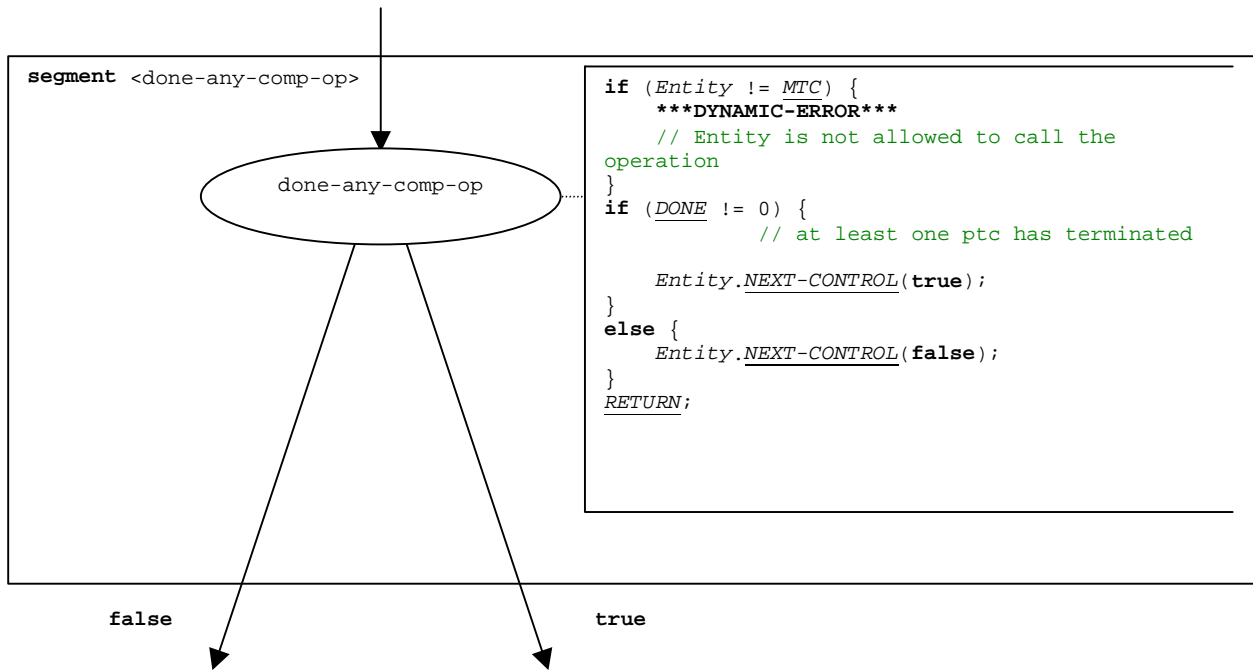 segment <done-any-comp-op>
done-any-comp-op
if (Entity != MTC) {
***DYNAMIC-ERROR***
// Entity is not allowed to call the
operation
}
if (DONE != 0) {
// at least one ptc has terminated
Entity.NEXT-CONTROL(true);
}
else {
Entity.NEXT-CONTROL(false);
}
RETURN;
false
true